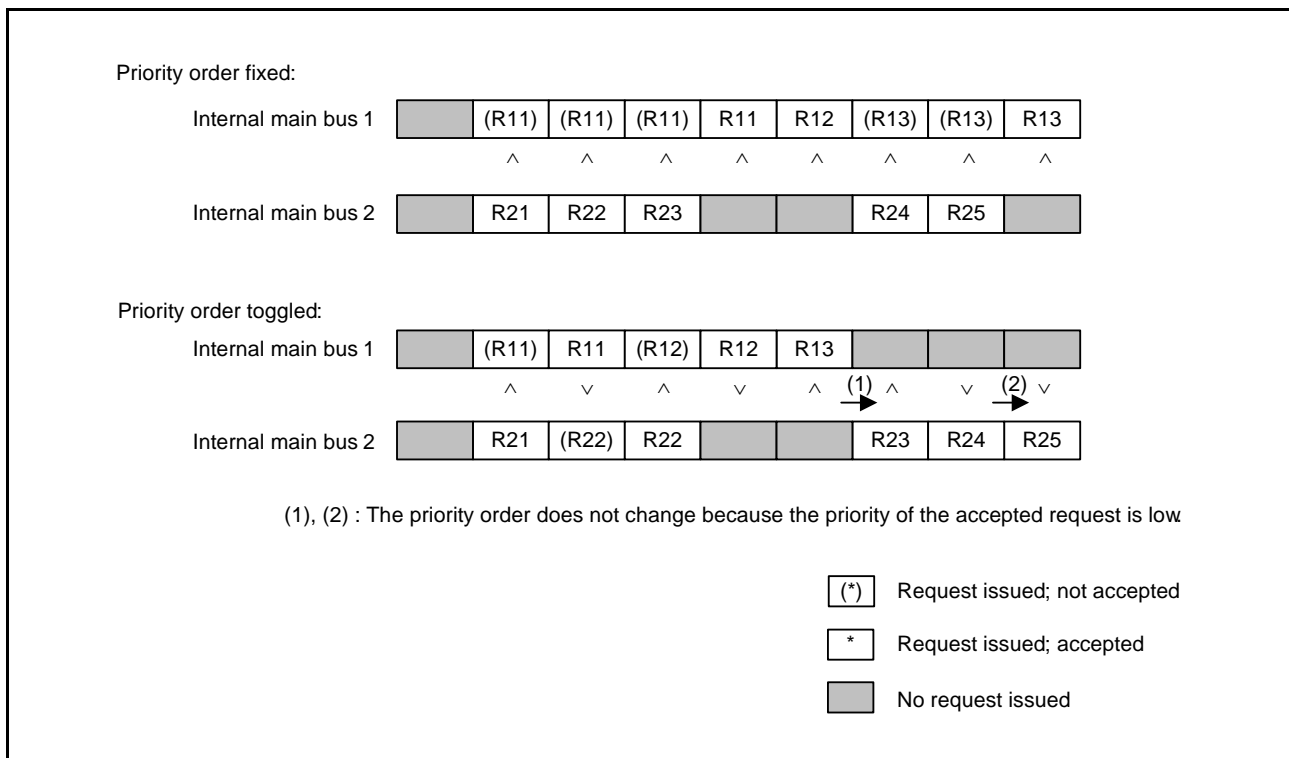 Priority order fixed:
Internal main bus 1 (R11) (R11) (R11) R11 R12 (R13) (R13) R13
^ ^ ^ ^ ^ ^ ^ ^
Internal main bus 2 R21 R22 R23 R24 R25
Priority order toggled:
Internal main bus 1 (R11) R11 (R12) R12 R13
^ v ^ v ^ (1) ^ v (2) v
Internal main bus 2 R21 (R22) R22 R23 R24 R25
(1), (2) : The priority order does not change because the priority of the accepted request is low.
(*) Request issued; not accepted
* Request issued; accepted
No request issued